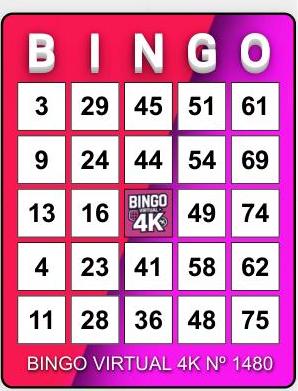 B I N G O
3 29 45 51 61
9 24 44 54 69
13 16 BINGO VIRTUAL 4K 49 74
4 23 41 58 62
11 28 36 48 75
BINGO VIRTUAL 4K Nº 1480